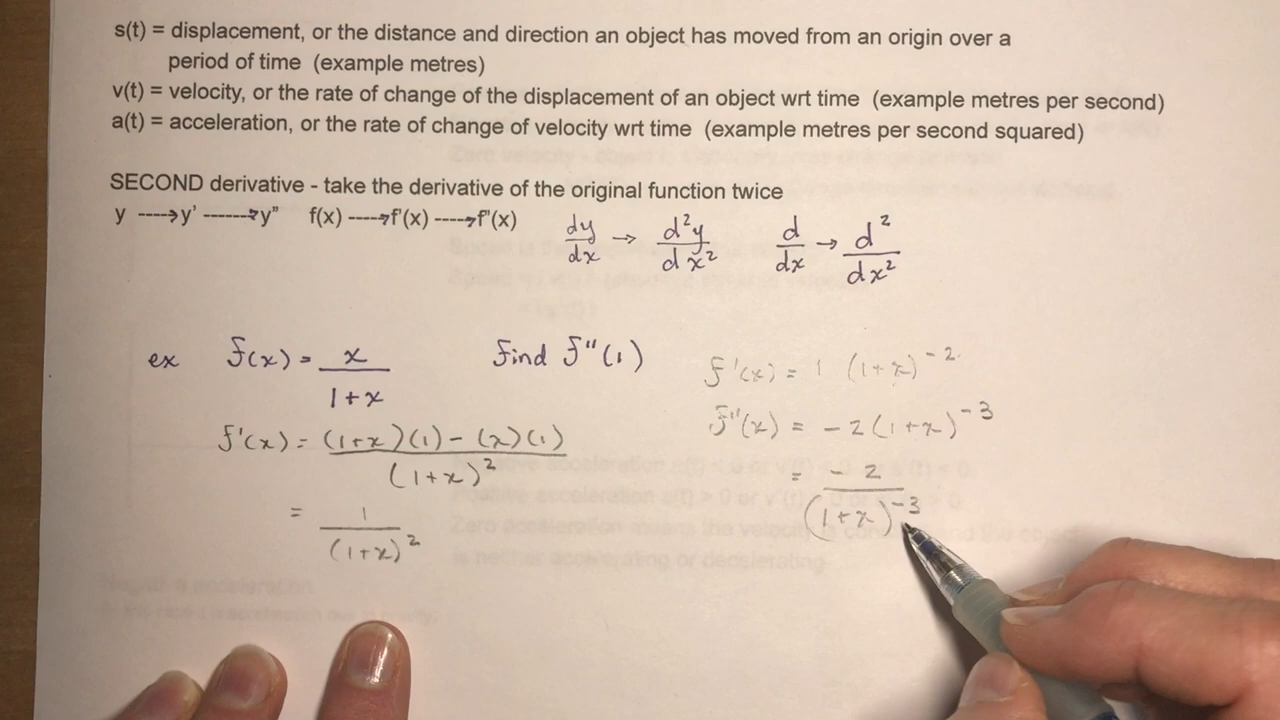 s(t) = displacement, or the distance and direction an object has moved from an origin over a
period of time (example metres)
v(t) = velocity, or the rate of change of the displacement of an object wrt time (example metres per second)
a(t) = acceleration, or the rate of change of velocity wrt time (example metres per second squared)
SECOND derivative - take the derivative of the original function twice
y ----→y' -------→y" f(x) ----→f'(x) ----→f"(x)
dy/dx → d²y/dx² d/dx → d²/dx²
ex f(x) = x/(1+x) Find f"(1)
f'(x) = ((1+x)(1) - (x)(1))/(1+x)²
= 1/(1+x)²
f'(x) = 1 (1+x)⁻²
f"(x) = -2(1+x)⁻³
= -2/(1+x)⁻³